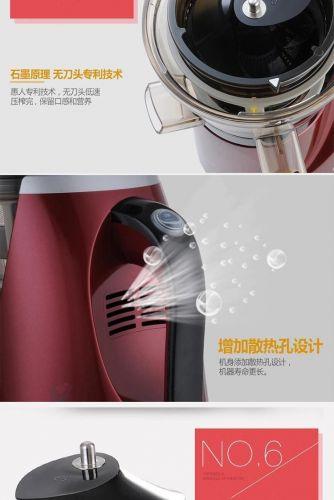 石墨原理 无刀头专利技术
惠人专利技术，无刀头低速
压榨完，保留口感和营养
增加散热孔设计
机身添加散热孔设计，
机器寿命更长。
NO.6